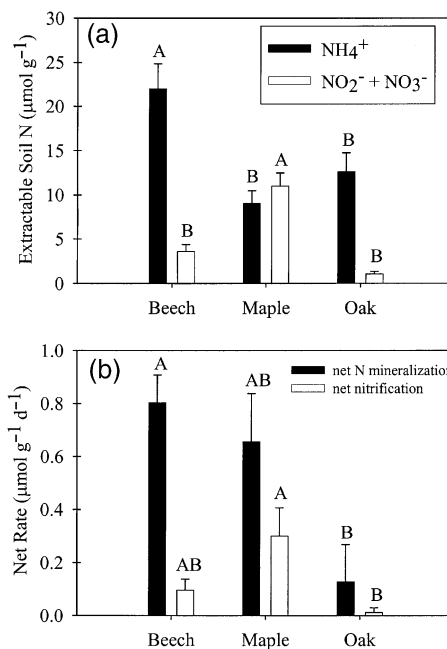 (a)
NH4+
NO2- + NO3-
Extractable Soil N (μmol g−1)
30
25
20
15
10
5
0
A
B
B
A
B
B
Beech Maple Oak
(b)
net N mineralization
net nitrification
Net Rate (μmol g−1 d−1)
1.0
0.8
0.6
0.4
0.2
0.0
A
AB
AB
A
B
B
Beech Maple Oak